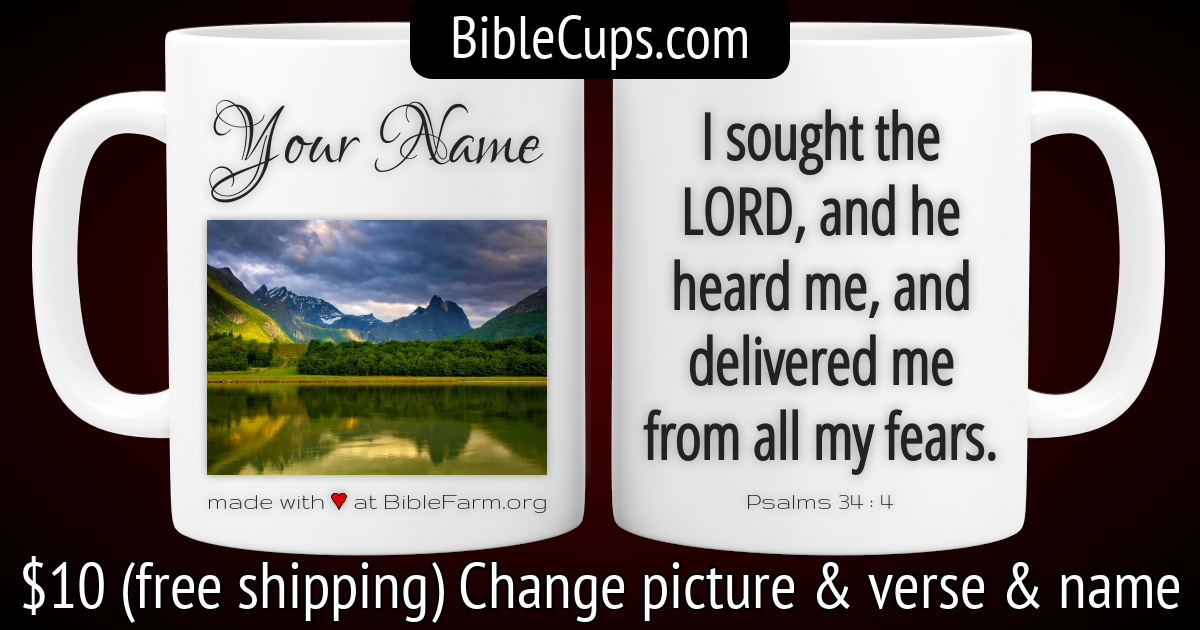 BibleCups.com
Your Name
made with ♥ at BibleFarm.org
I sought the
LORD, and he
heard me, and
delivered me
from all my fears.
Psalms 34 : 4
$10 (free shipping) Change picture & verse & name